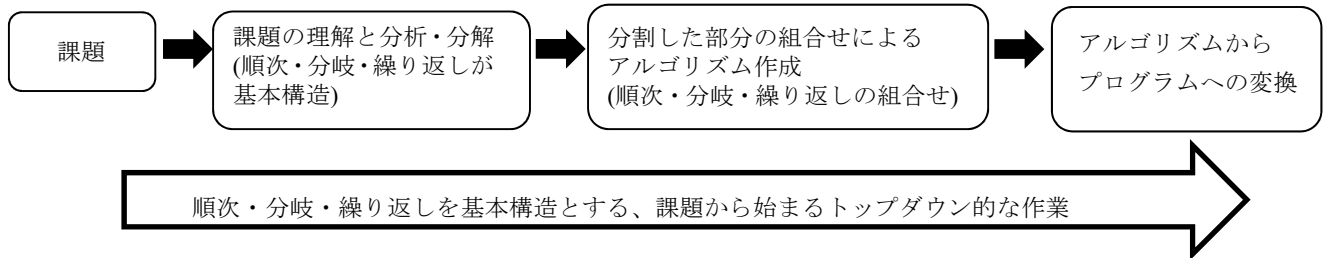 課題
課題の理解と分析・分解
(順次・分岐・繰り返しが
基本構造)
分割した部分の組合せによる
アルゴリズム作成
(順次・分岐・繰り返しの組合せ)
アルゴリズムから
プログラムへの変換
順次・分岐・繰り返しを基本構造とする、課題から始まるトップダウン的な作業